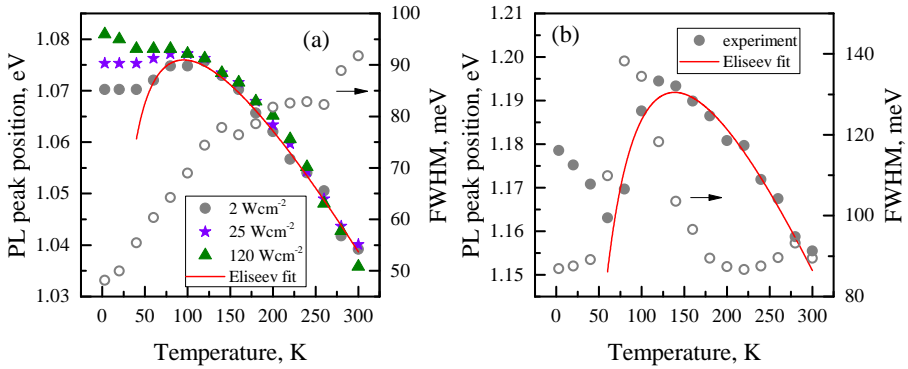 (a)
1.08
1.07
1.06
1.05
1.04
1.03
PL peak position, eV
100
90
80
70
60
50
FWHM, meV
2 Wcm-2
25 Wcm-2
120 Wcm-2
Eliseev fit
0 50 100 150 200 250 300
Temperature, K
(b)
1.21
1.20
1.19
1.18
1.17
1.16
1.15
PL peak position, eV
140
120
100
80
FWHM, meV
experiment
Eliseev fit
0 50 100 150 200 250 300
Temperature, K